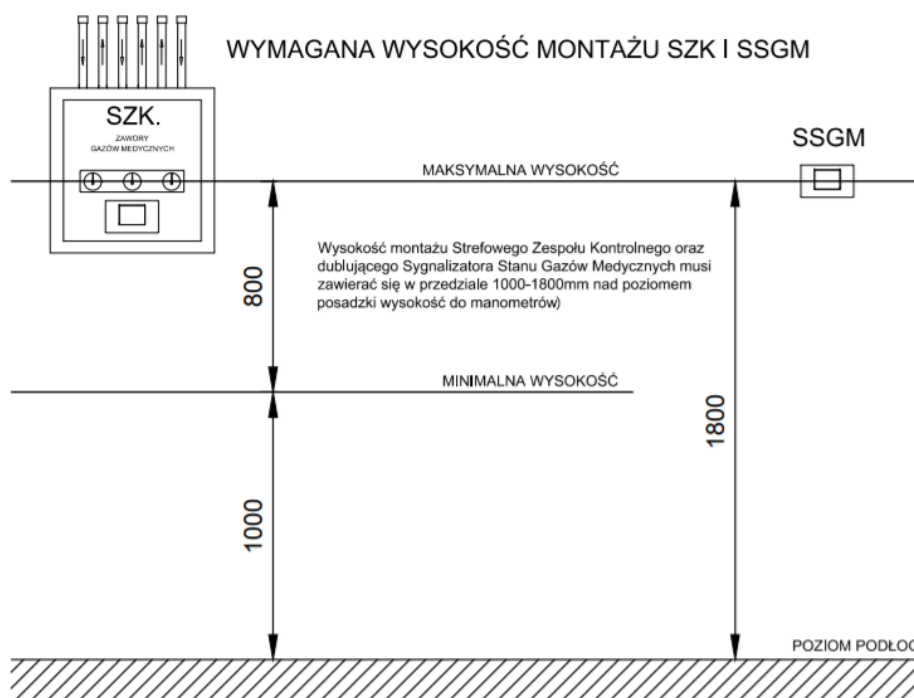 WYMAGANA WYSOKOŚĆ MONTAŻU SZK I SSGM
SZK.
ZAWORY
GAZÓW MEDYCZNYCH
SSGM
MAKSYMALNA WYSOKOŚĆ
Wysokość montażu Strefowego Zespołu Kontrolnego oraz
dublującego Sygnalizatora Stanu Gazów Medycznych musi
zawierać się w przedziale 1000-1800mm nad poziomem
posadzki wysokość do manometrów)
800
MINIMALNA WYSOKOŚĆ
1800
1000
POZIOM PODŁOG